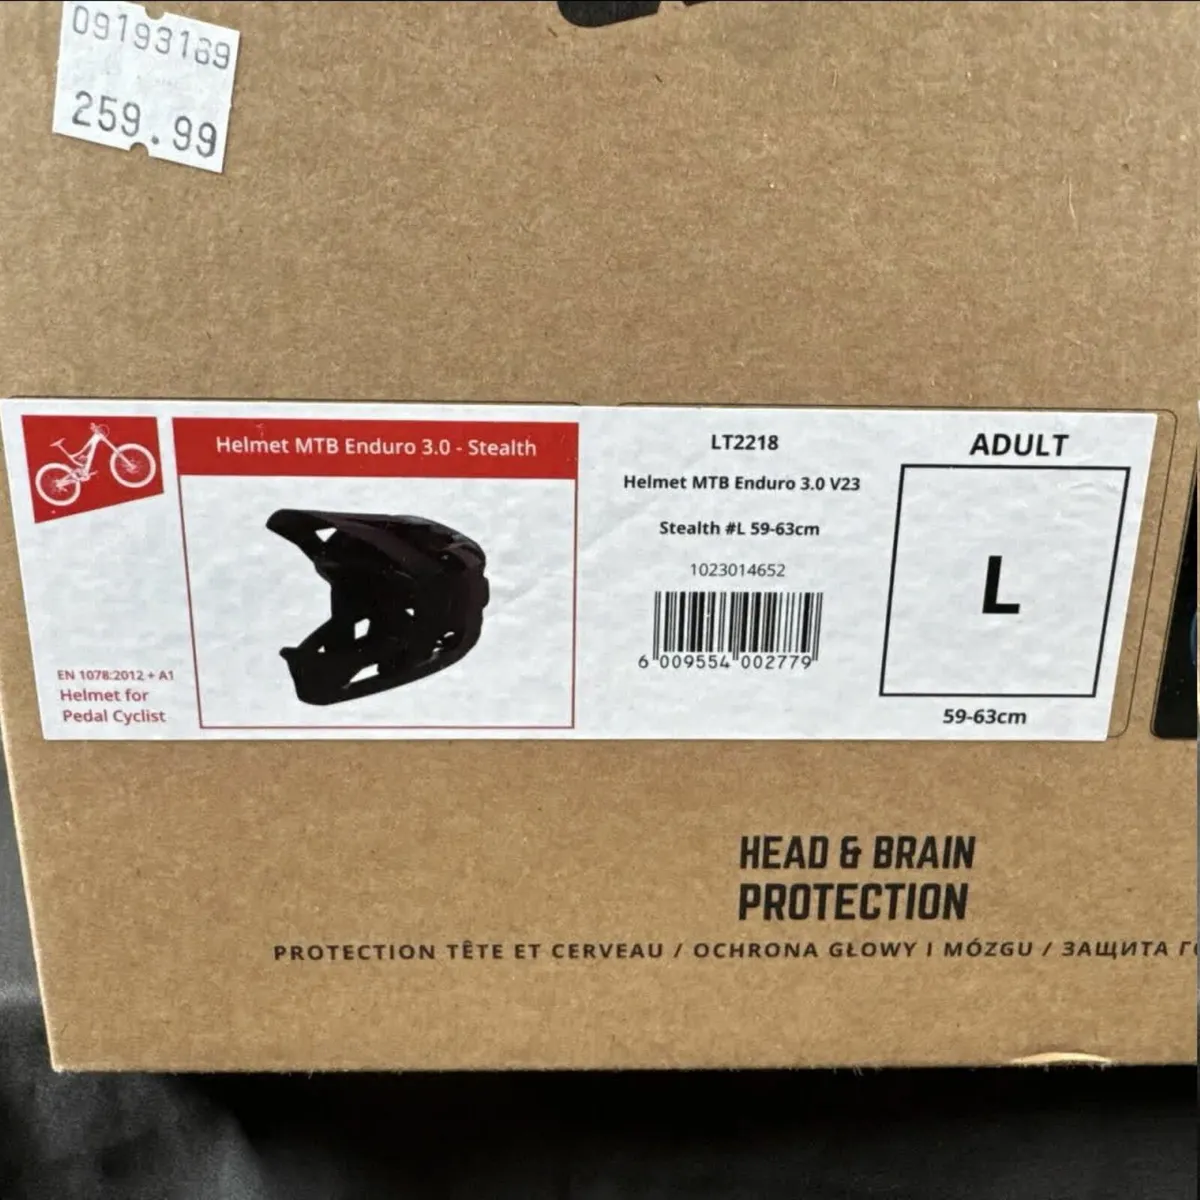 09193169
259.99
Helmet MTB Enduro 3.0 - Stealth
EN 1078:2012 + A1
Helmet for
Pedal Cyclist
LT2218
Helmet MTB Enduro 3.0 V23
Stealth #L 59-63cm
1023014652
6 009554 002779
ADULT
L
59-63cm
HEAD & BRAIN
PROTECTION
PROTECTION TÊTE ET CERVEAU / OCHRONA GŁOWY I MÓZGU / ЗАЩИТА